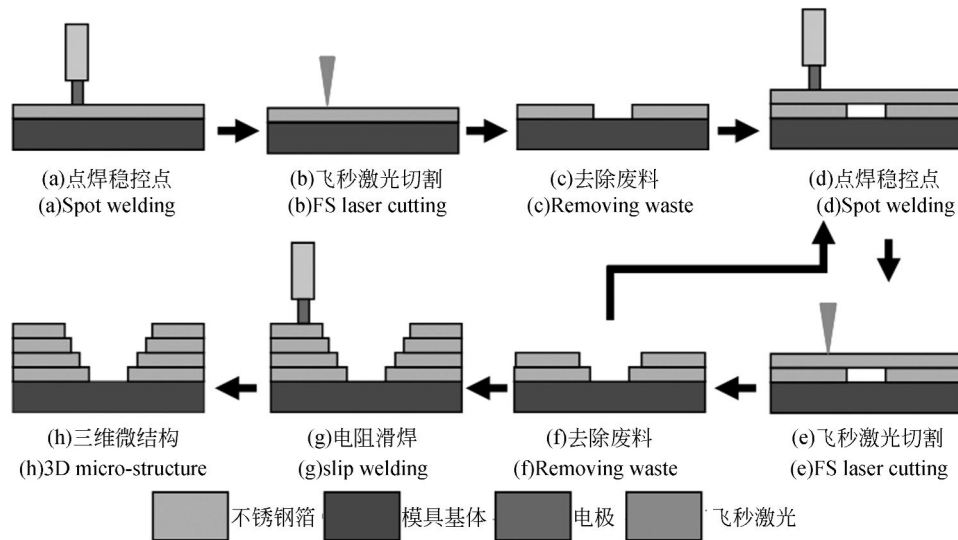 (a)点焊稳控点
(a)Spot welding
(b)飞秒激光切割
(b)FS laser cutting
(c)去除废料
(c)Removing waste
(d)点焊稳控点
(d)Spot welding
(h)三维微结构
(h)3D micro-structure
(g)电阻滑焊
(g)slip welding
(f)去除废料
(f)Removing waste
(e)飞秒激光切割
(e)FS laser cutting
不锈钢箔
模具基体
电极
飞秒激光